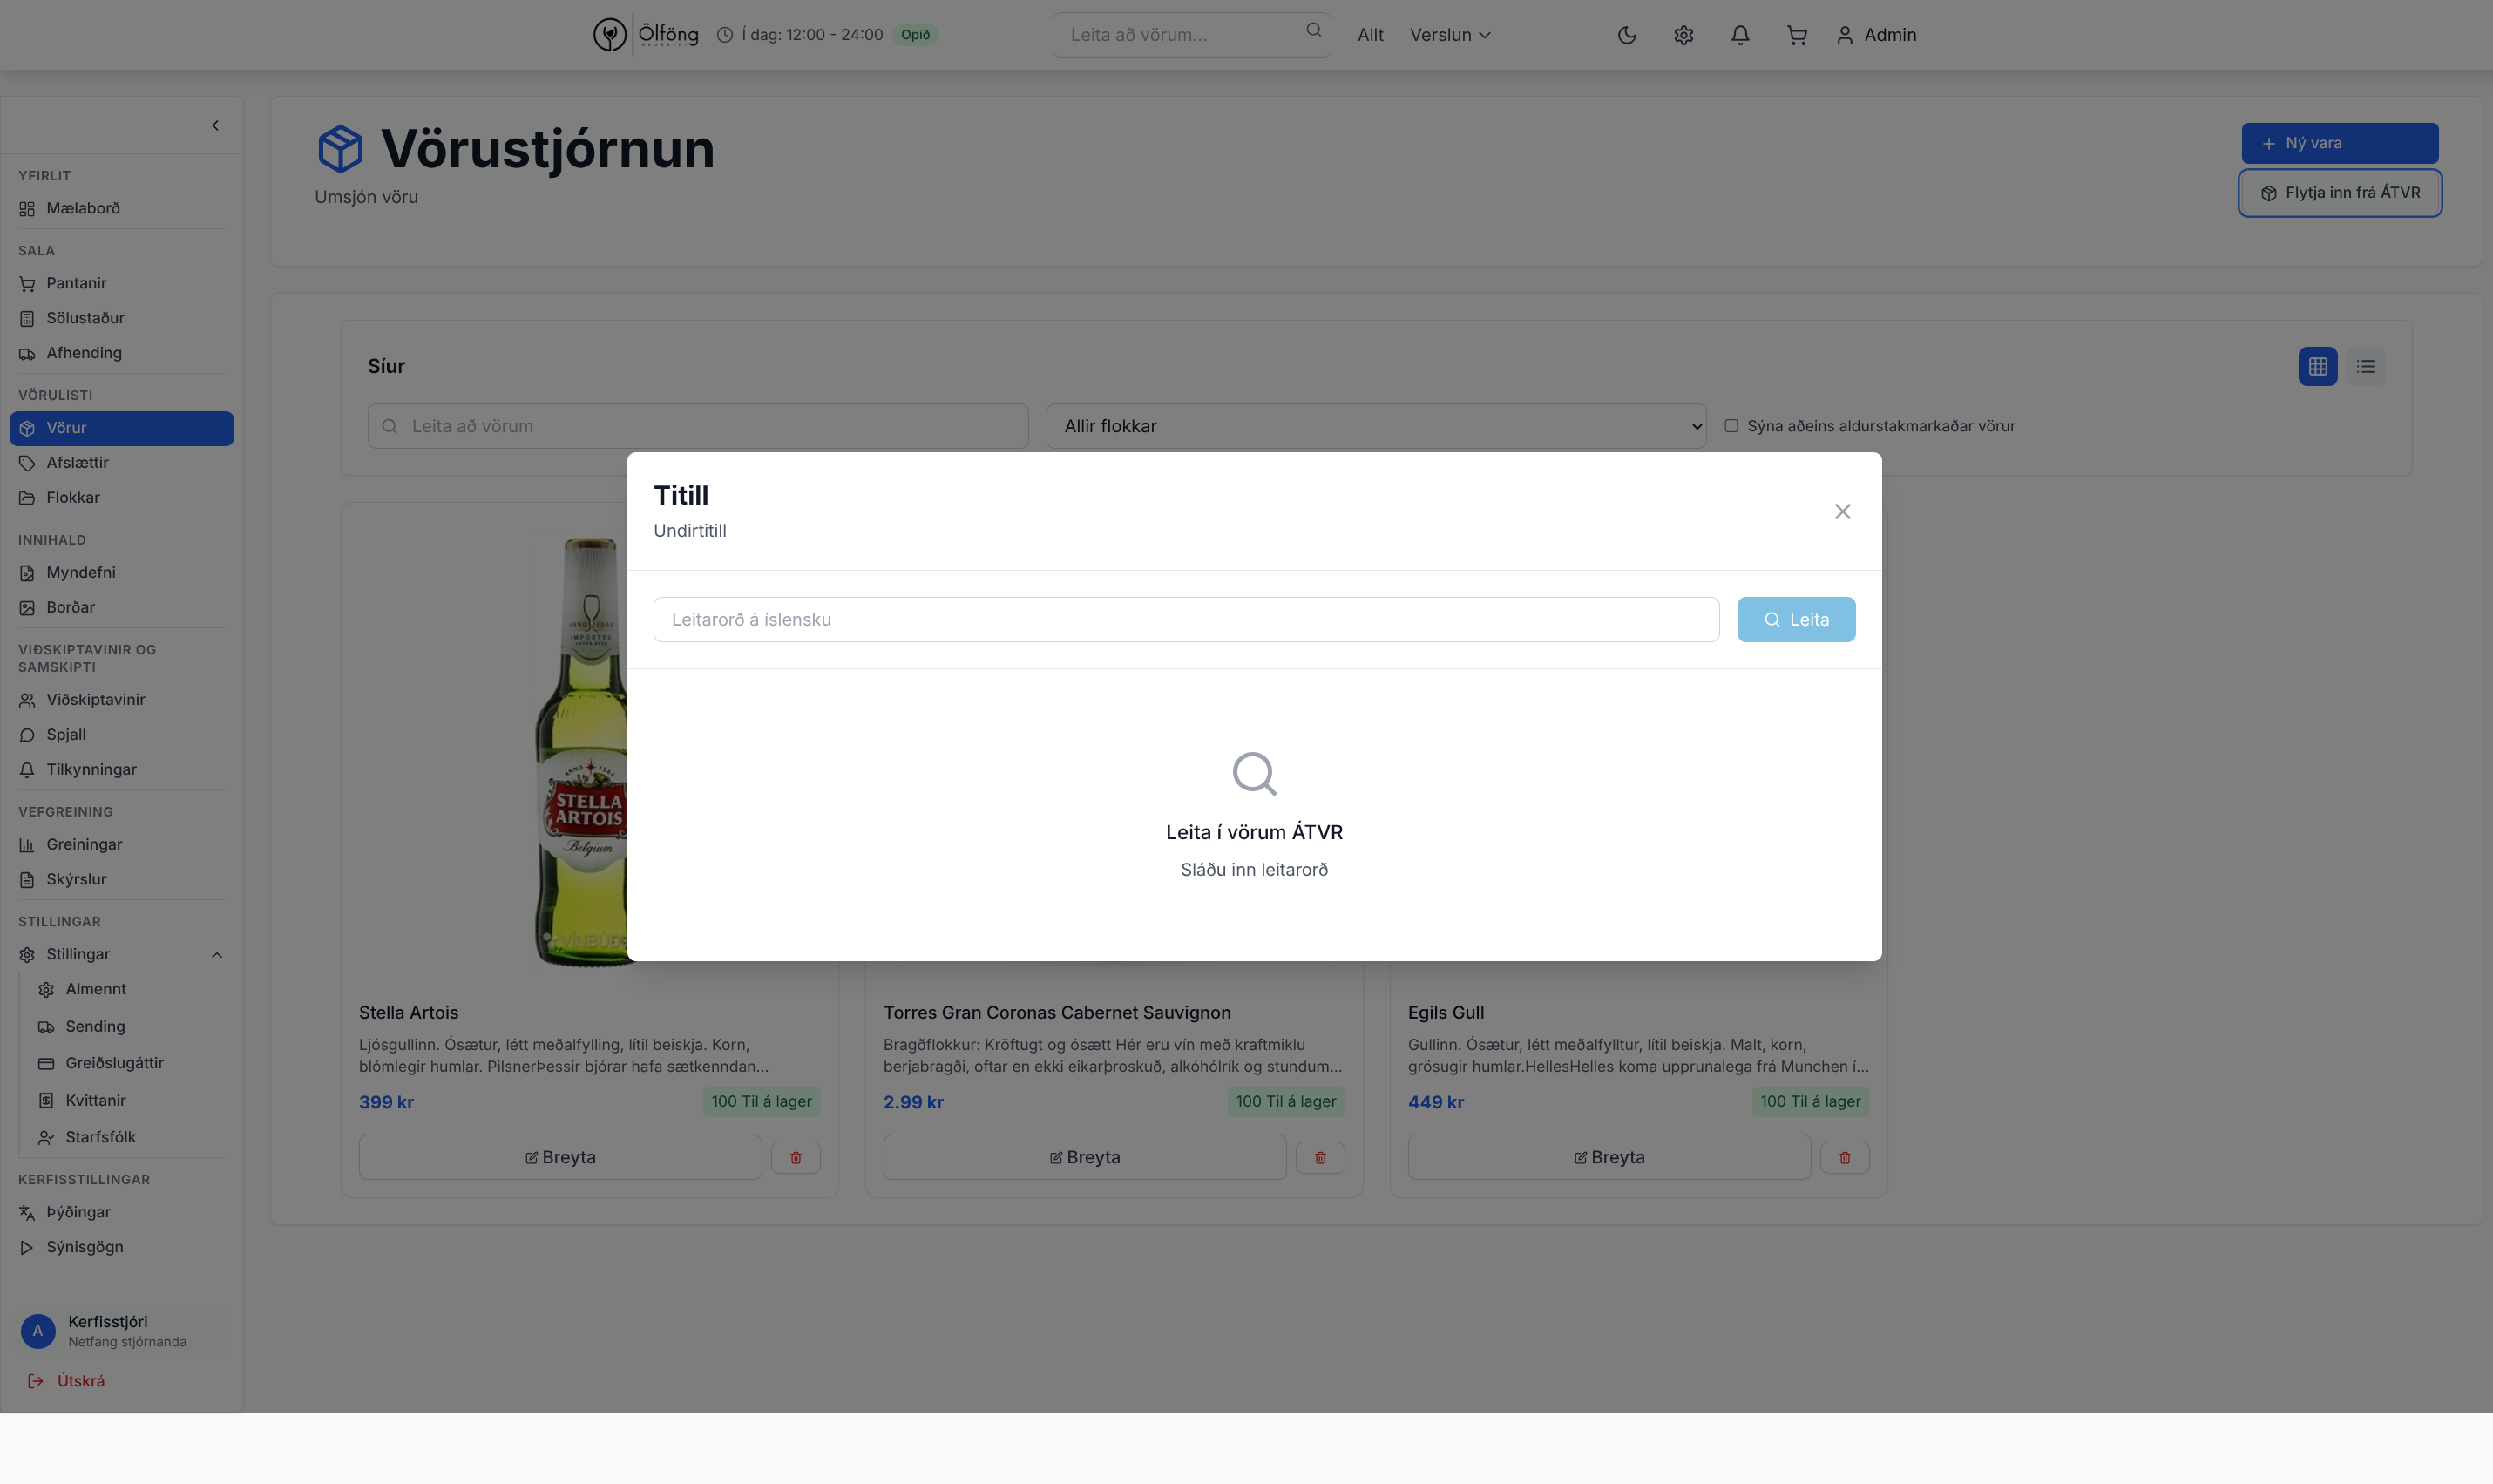 Ölföng
Í dag: 12:00 - 24:00
Opið
Leita að vörum...
Allt
Verslun
Admin
YFIRLIT
Mælaborð
SALA
Pantanir
Sölustaður
Afhending
VÖRULISTI
Vörur
Afslættir
Flokkar
INNIHALD
Myndefni
Borðar
VIÐSKIPTAVINIR OG
SAMSKIPTI
Viðskiptavinir
Spjall
Tilkynningar
VEFGREINING
Greiningar
Skýrslur
STILLINGAR
Stillingar
Almennt
Sending
Greiðslugáttir
Kvittanir
Starfsfólk
KERFISSTILLINGAR
Þýðingar
Sýnisgögn
A
Kerfisstjóri
Netfang stjórnanda
Útskrá
Vörustjórnun
Umsjón vöru
Ný vara
Flytja inn frá ÁTVR
Síur
Leita að vörum
Allir flokkar
Sýna aðeins aldurstakmarkaðar vörur
Titill
Undirtitill
Leitarorð á íslensku
Leita
Leita í vörum ÁTVR
Sláðu inn leitarorð
IMPORTED
STELLA
ARTOIS
Belgium
Stella Artois
Ljósgullinn. Ósætur, létt meðalfylling, lítil beiskja. Korn,
blómlegir humlar. PilsnerÞessir bjórar hafa sætkenndan...
399 kr
100 Til á lager
Breyta
Torres Gran Coronas Cabernet Sauvignon
Bragðflokkur: Kröftugt og ósætt Hér eru vín með kraftmiklu
berjabragði, oftar en ekki eikarþroskuð, alkóhólrík og stundum...
2.99 kr
100 Til á lager
Breyta
Egils Gull
Gullinn. Ósætur, létt meðalfylltur, lítil beiskja. Malt, korn,
grösugir humlar.HellesHelles koma upprunalega frá Munchen í...
449 kr
100 Til á lager
Breyta